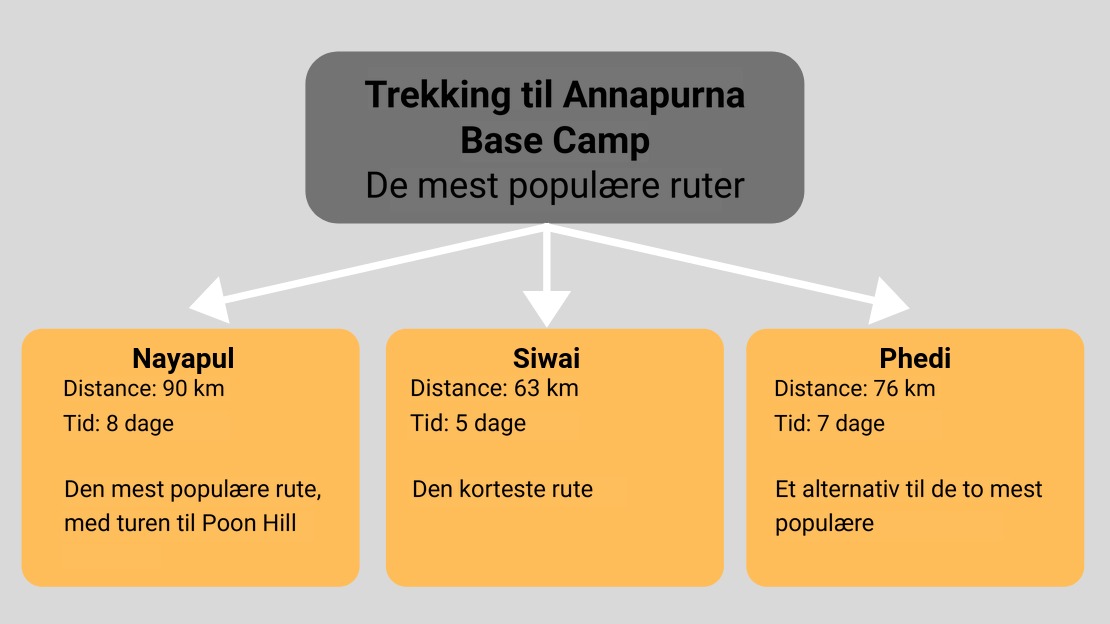 Trekking til Annapurna
Base Camp
De mest populære ruter
Nayapul
Distance: 90 km
Tid: 8 dage
Den mest populære rute,
med turen til Poon Hill
Siwai
Distance: 63 km
Tid: 5 dage
Den korteste rute
Phedi
Distance: 76 km
Tid: 7 dage
Et alternativ til de to mest
populære